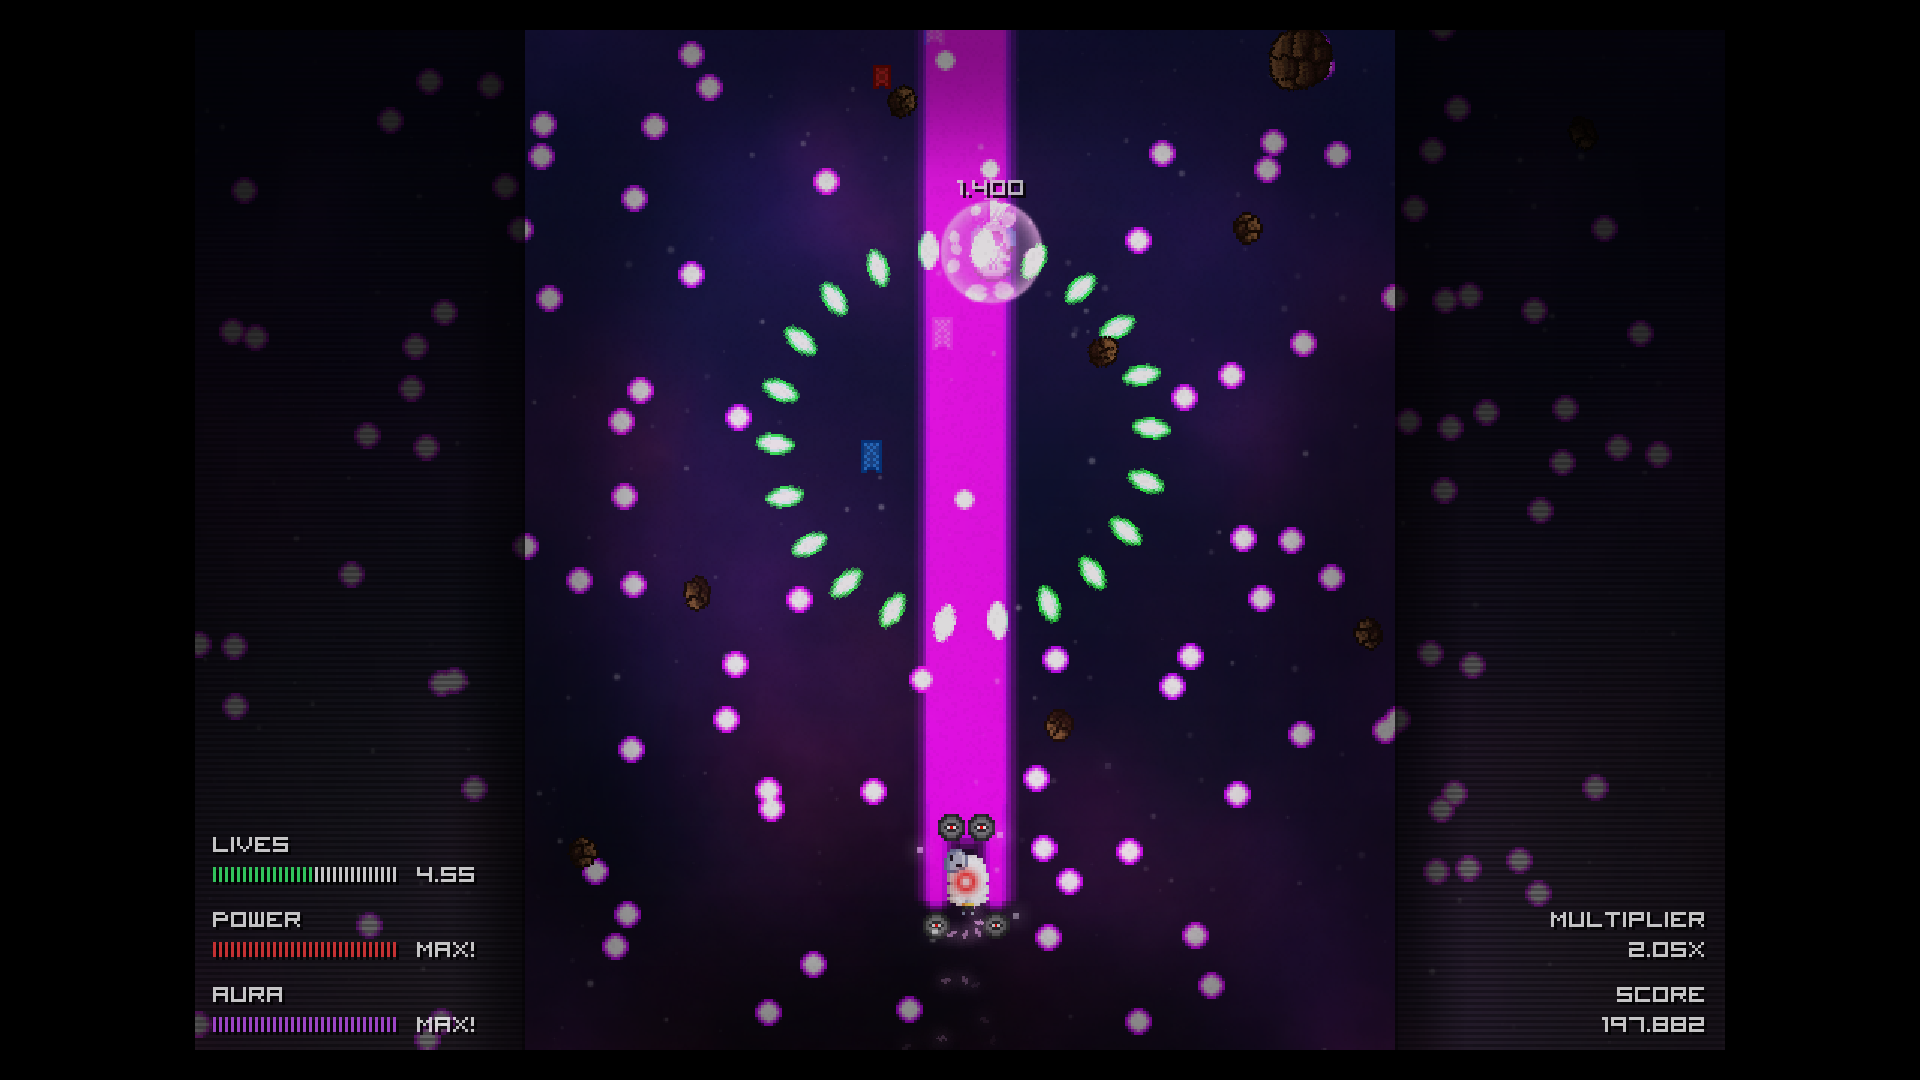 1.400
LIVES
4.55
POWER
MAX!
AURA
MAX!
MULTIPLIER
2.05X
SCORE
197.882